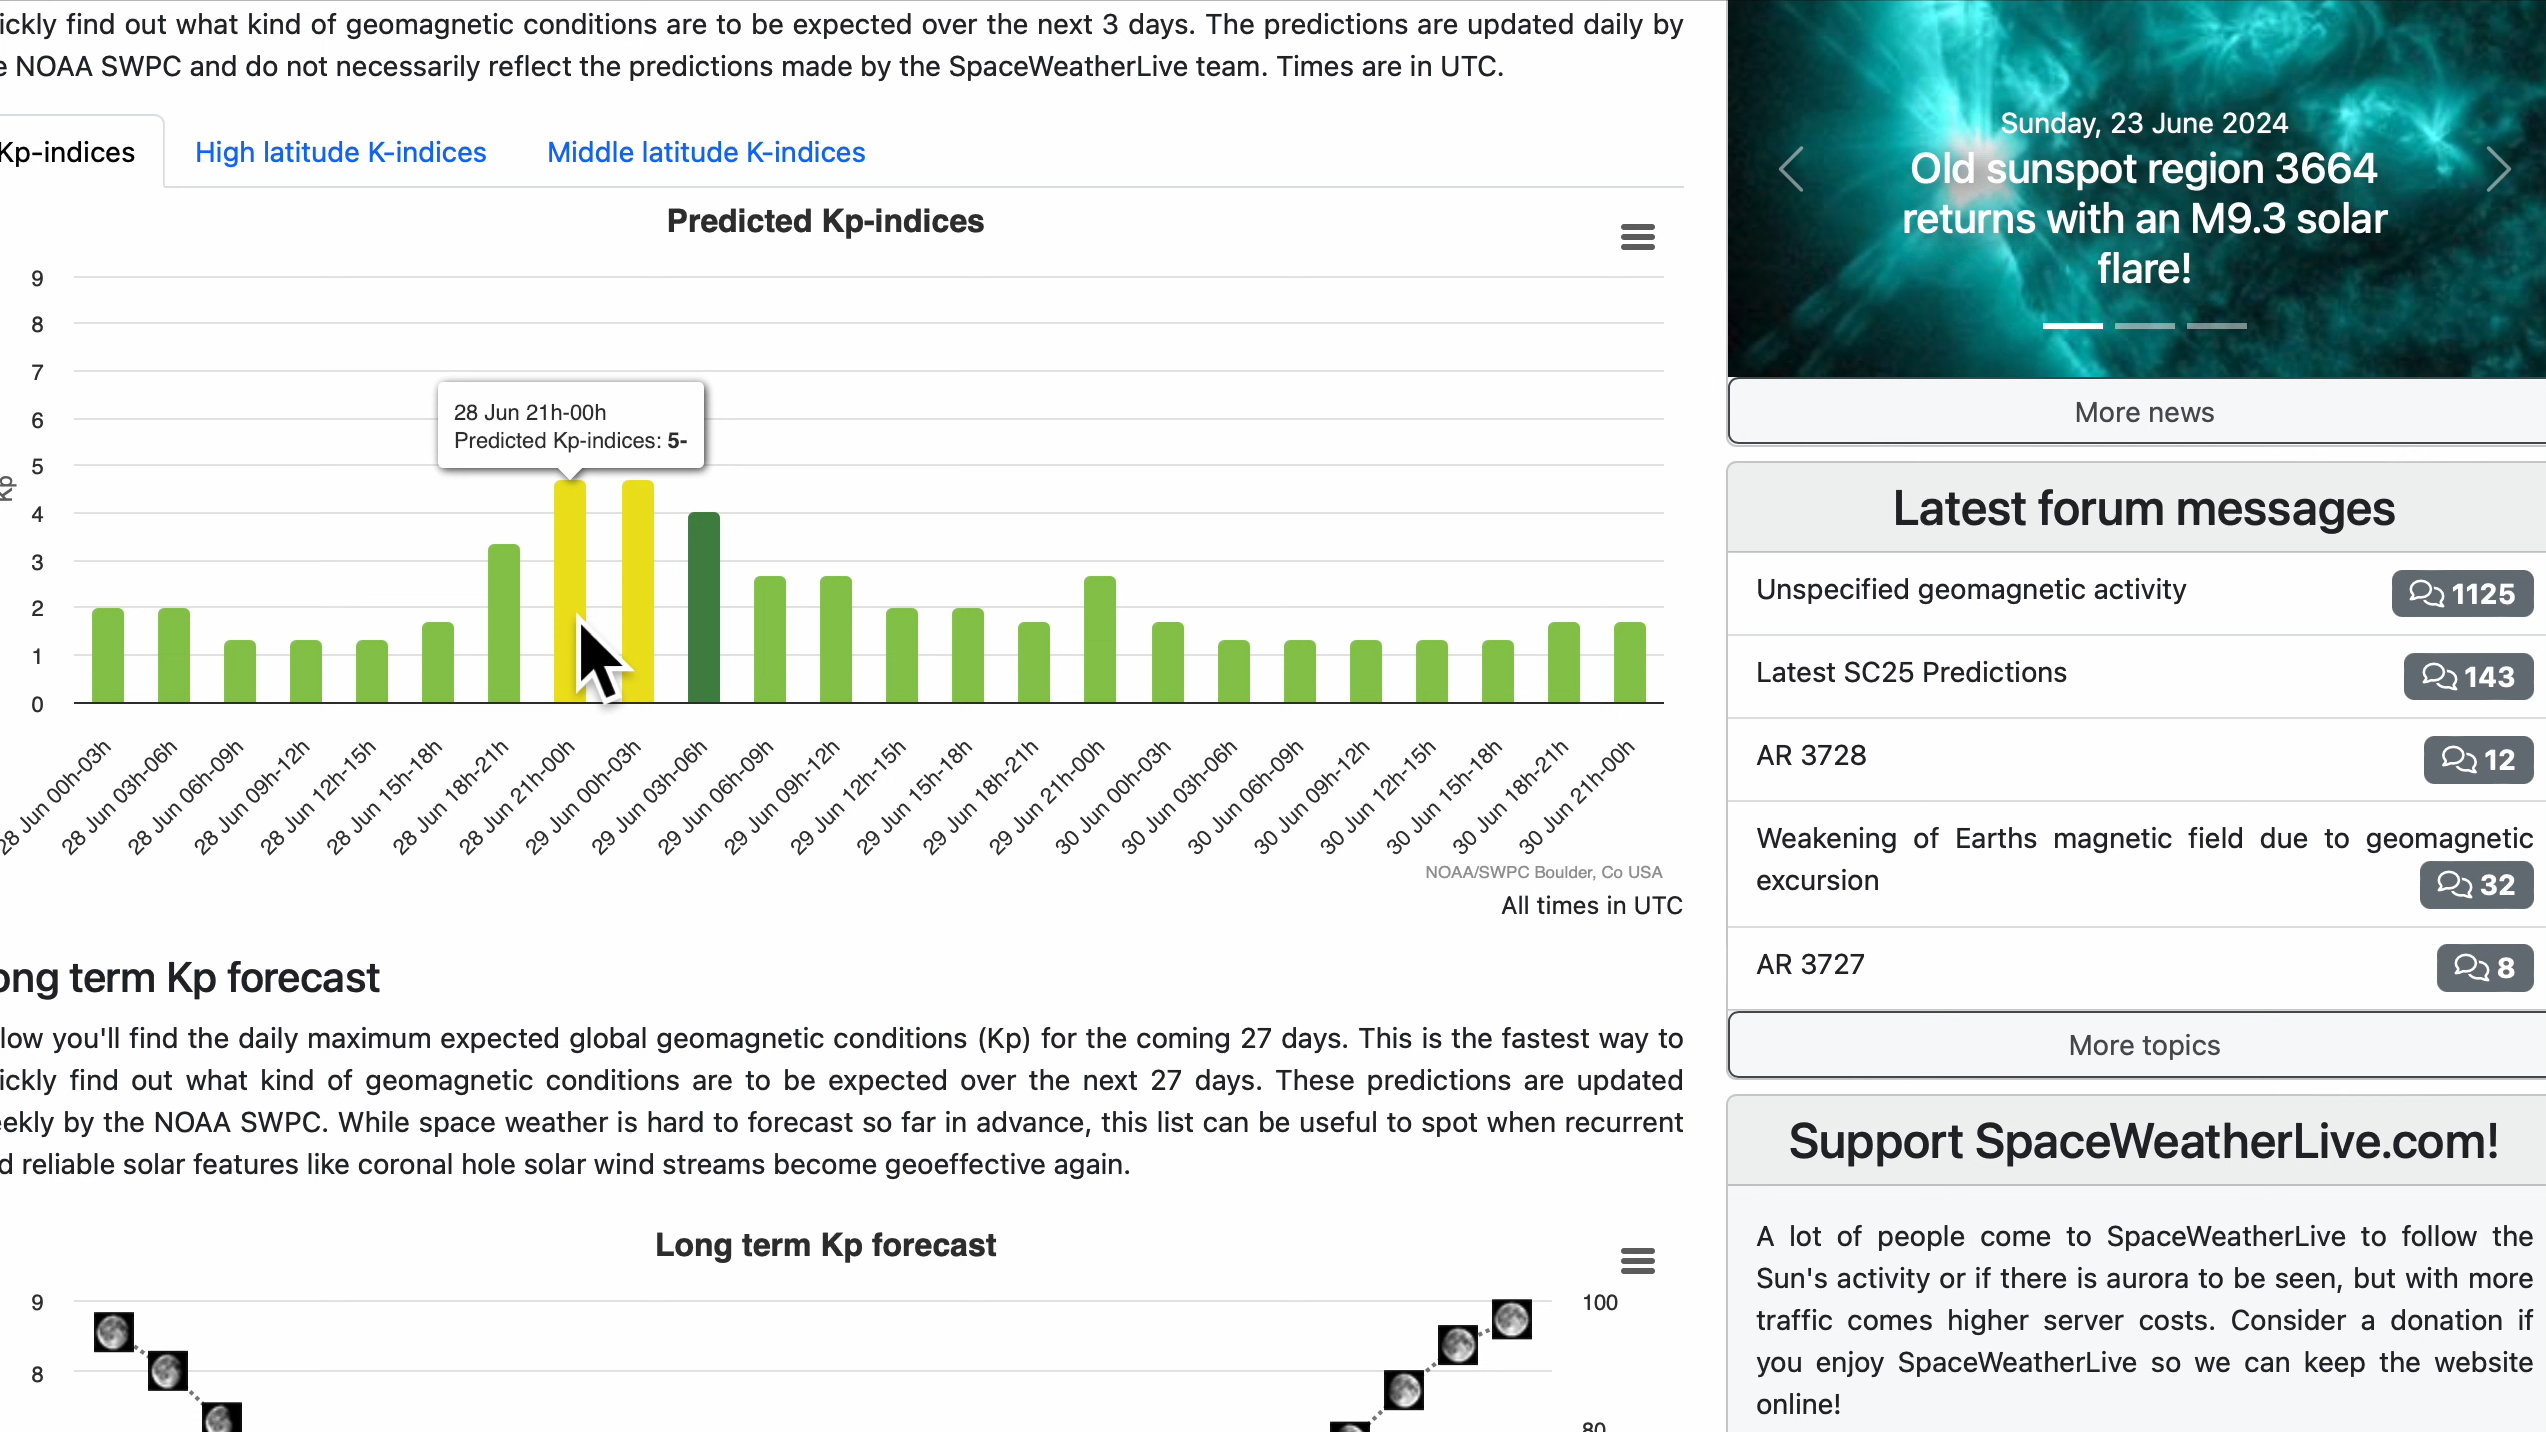 ickly find out what kind of geomagnetic conditions are to be expected over the next 3 days. The predictions are updated daily by
e NOAA SWPC and do not necessarily reflect the predictions made by the SpaceWeatherLive team. Times are in UTC.
Kp-indices
High latitude K-indices
Middle latitude K-indices
Predicted Kp-indices
9
8
7
6
5
4
3
2
1
0
Kp
28 Jun 21h-00h
Predicted Kp-indices: 5-
28 Jun 00h-03h
28 Jun 03h-06h
28 Jun 06h-09h
28 Jun 09h-12h
28 Jun 12h-15h
28 Jun 15h-18h
28 Jun 18h-21h
28 Jun 21h-00h
29 Jun 00h-03h
29 Jun 03h-06h
29 Jun 06h-09h
29 Jun 09h-12h
29 Jun 12h-15h
29 Jun 15h-18h
29 Jun 18h-21h
29 Jun 21h-00h
30 Jun 00h-03h
30 Jun 03h-06h
30 Jun 06h-09h
30 Jun 09h-12h
30 Jun 12h-15h
30 Jun 15h-18h
30 Jun 18h-21h
30 Jun 21h-00h
NOAA/SWPC Boulder, Co USA
All times in UTC
ong term Kp forecast
low you'll find the daily maximum expected global geomagnetic conditions (Kp) for the coming 27 days. This is the fastest way to
ickly find out what kind of geomagnetic conditions are to be expected over the next 27 days. These predictions are updated
eekly by the NOAA SWPC. While space weather is hard to forecast so far in advance, this list can be useful to spot when recurrent
d reliable solar features like coronal hole solar wind streams become geoeffective again.
Long term Kp forecast
9
8
100
80
Sunday, 23 June 2024
Old sunspot region 3664
returns with an M9.3 solar
flare!
More news
Latest forum messages
Unspecified geomagnetic activity
1125
Latest SC25 Predictions
143
AR 3728
12
Weakening of Earths magnetic field due to geomagnetic
excursion
32
AR 3727
8
More topics
Support SpaceWeatherLive.com!
A lot of people come to SpaceWeatherLive to follow the
Sun's activity or if there is aurora to be seen, but with more
traffic comes higher server costs. Consider a donation if
you enjoy SpaceWeatherLive so we can keep the website
online!